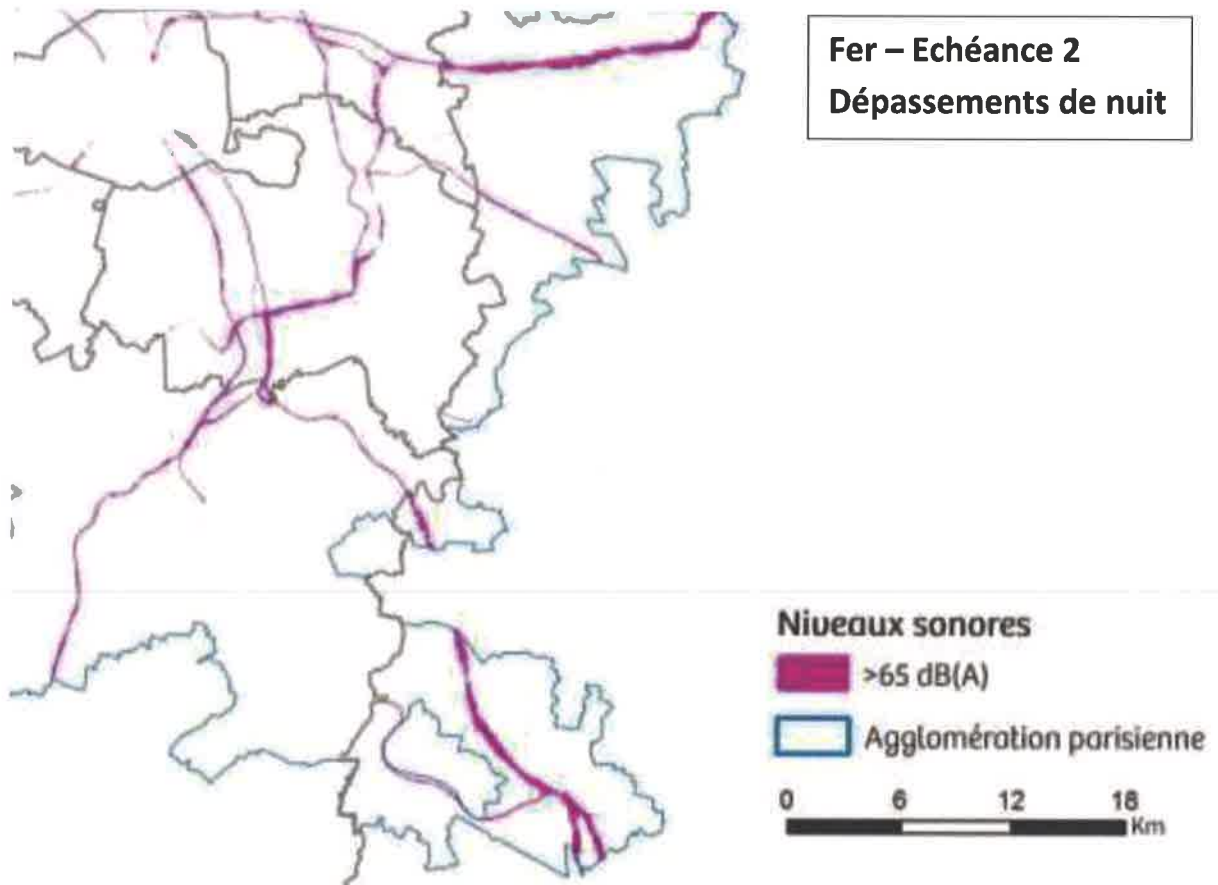 Fer – Echéance 2
Dépassements de nuit
Niveaux sonores
>65 dB(A)
Agglomération parisienne
0 6 12 18
Km